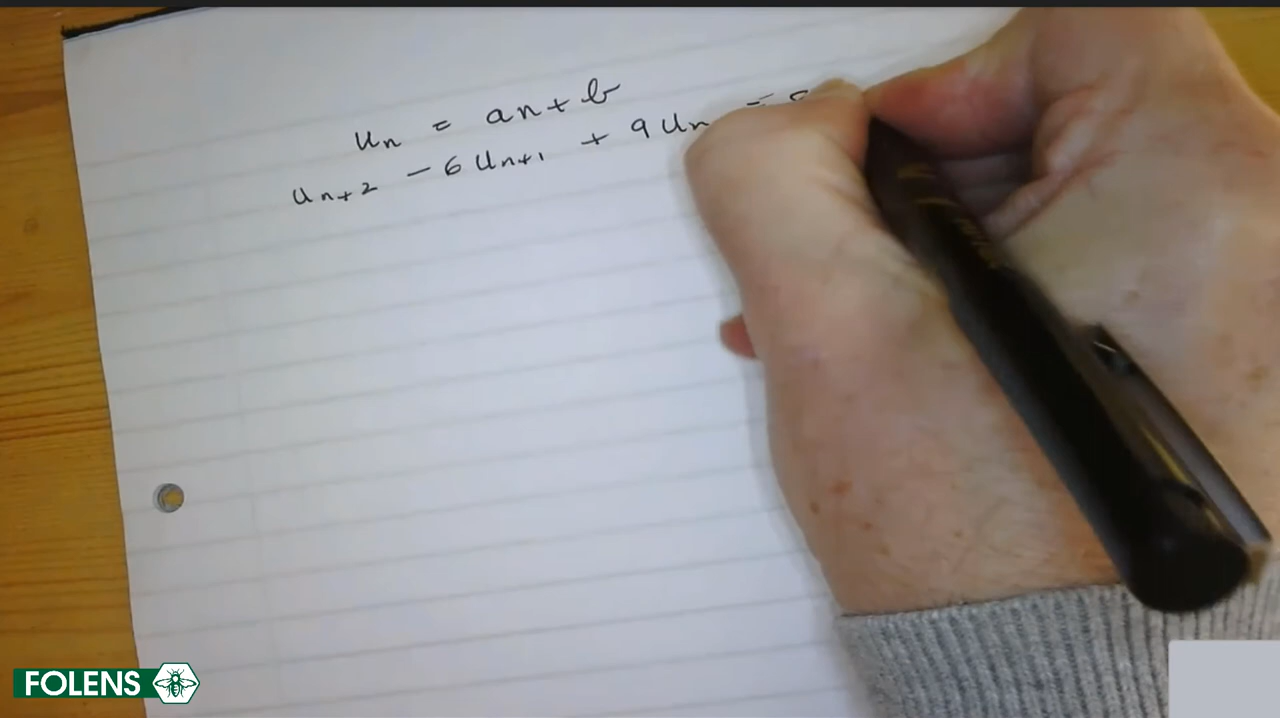 uₙ = an + b
uₙ₊₂ - 6uₙ₊₁ + 9uₙ =
FOLENS